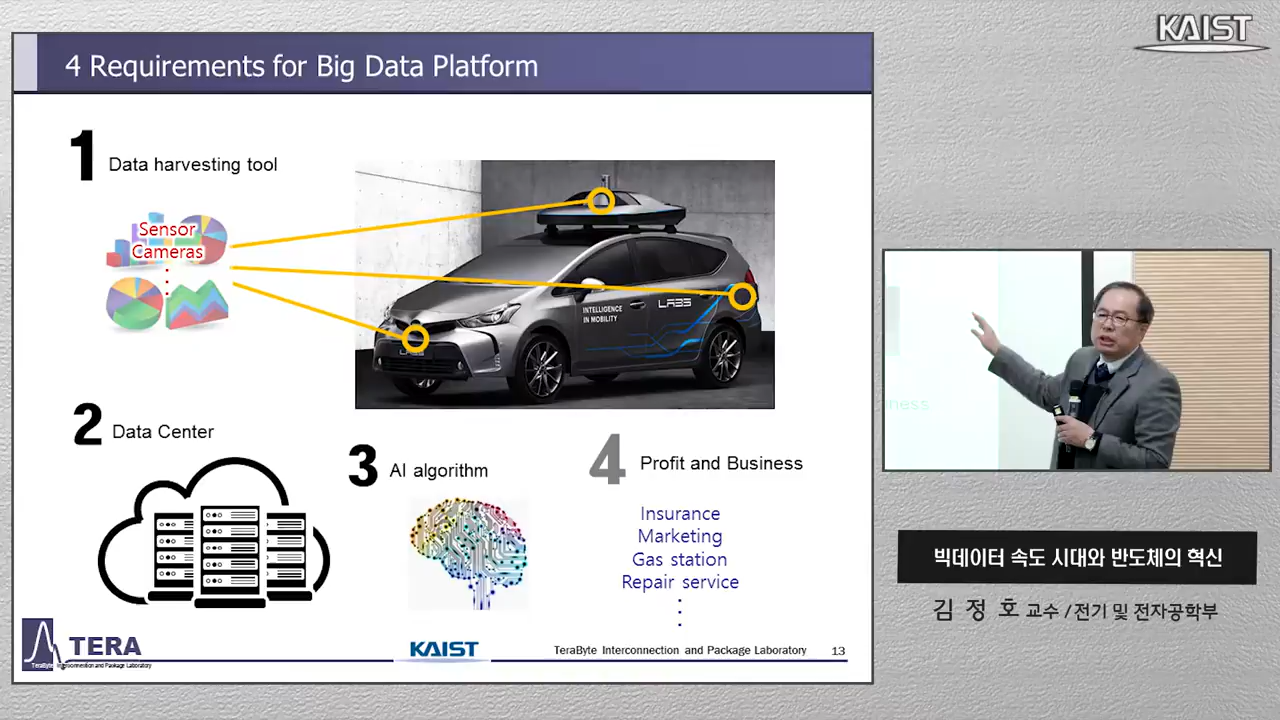 KAIST
4 Requirements for Big Data Platform
1
Data harvesting tool
Sensor
Cameras
INTELLIGENCE
IN MOBILITY
LABS
2
Data Center
3
AI algorithm
4
Profit and Business
Insurance
Marketing
Gas station
Repair service
TERA
TeraByte Interconnection and Package Laboratory
KAIST
TeraByte Interconnection and Package Laboratory
13
빅데이터 속도 시대와 반도체의 혁신
김 정 호 교수 / 전기 및 전자공학부